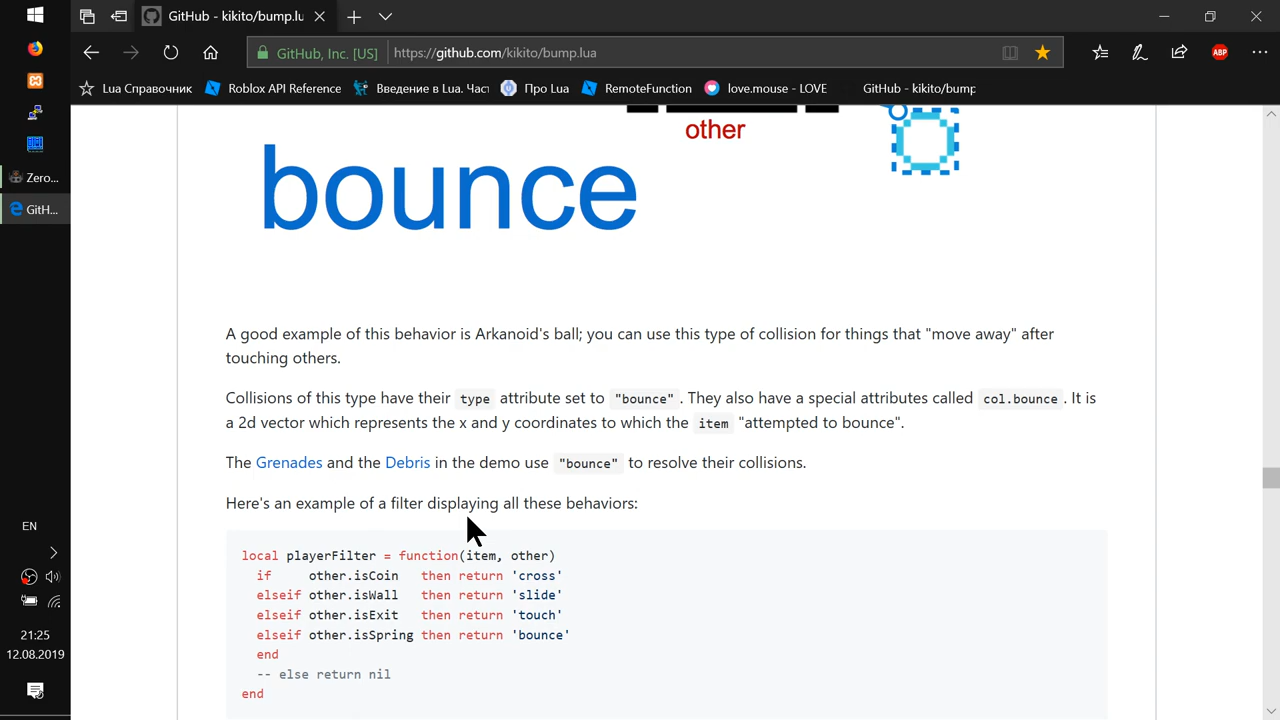 GitHub - kikito/bump.lu
GitHub, Inc. [US]
https://github.com/kikito/bump.lua
ABP
Lua Справочник
Roblox API Reference
Введение в Lua. Част
Про Lua
RemoteFunction
love.mouse - LOVE
GitHub - kikito/bump
Zero...
GitH...
other
bounce
A good example of this behavior is Arkanoid's ball; you can use this type of collision for things that "move away" after
touching others.
Collisions of this type have their type attribute set to "bounce". They also have a special attributes called col.bounce. It is
a 2d vector which represents the x and y coordinates to which the item "attempted to bounce".
The Grenades and the Debris in the demo use "bounce" to resolve their collisions.
Here's an example of a filter displaying all these behaviors:
local playerFilter = function(item, other)
if other.isCoin then return 'cross'
elseif other.isWall then return 'slide'
elseif other.isExit then return 'touch'
elseif other.isSpring then return 'bounce'
end
-- else return nil
end
EN
21:25
12.08.2019